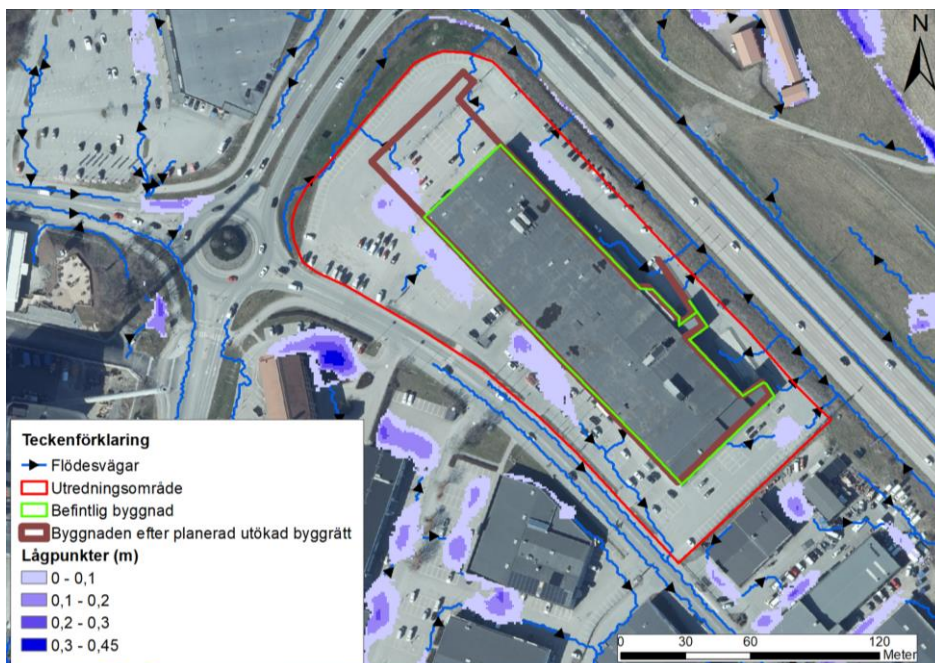 N
Teckenförklaring
Flödesvägar
Utredningsområde
Befintlig byggnad
Byggnaden efter planerad utökad byggrätt
Lågpunkter (m)
0 - 0,1
0,1 - 0,2
0,2 - 0,3
0,3 - 0,45
0 30 60 120
Meter